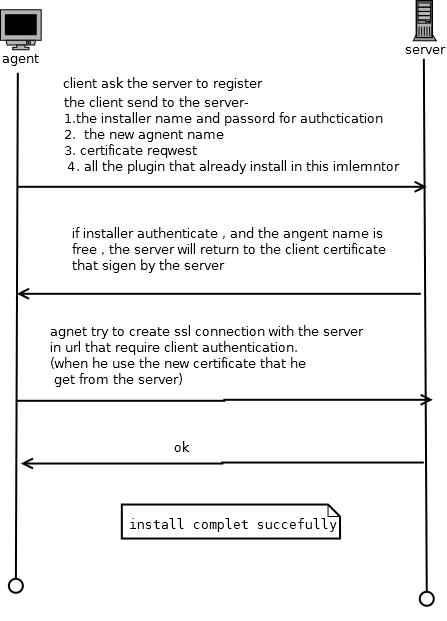 agent
server
client ask the server to register
the client send to the server-
1.the installer name and passord for authctication
2. the new agnent name
3. certificate reqwest
4. all the plugin that already install in this imlemntor
if installer authenticate , and the angent name is
free , the server will return to the client certificate
that sigen by the server
agnet try to create ssl connection with the server
in url that require client authentication.
(when he use the new certificate that he
get from the server)
ok
install complet succefully